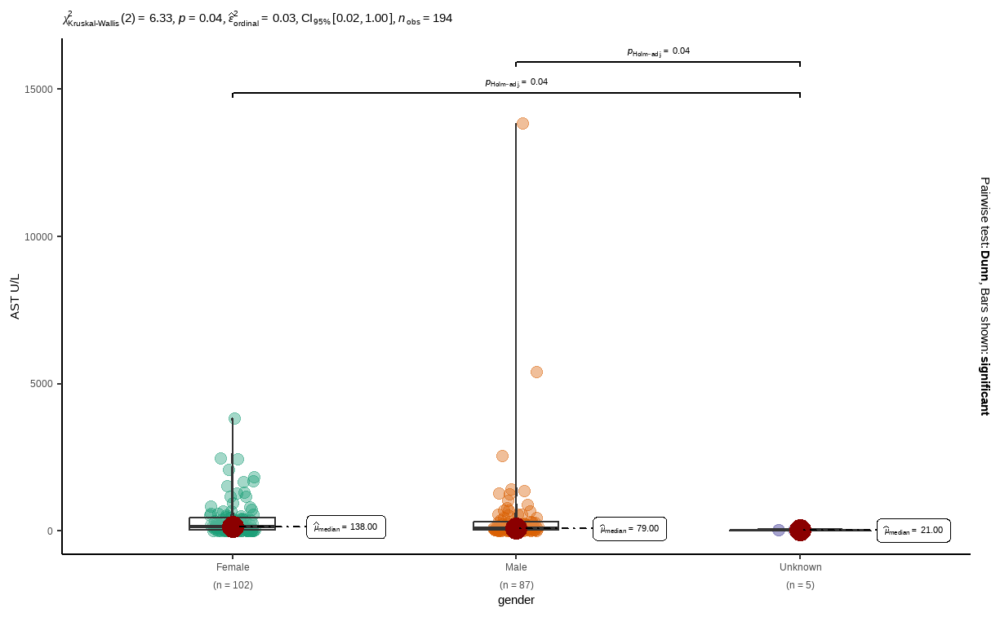 χ²Kruskal-Wallis (2) = 6.33, p = 0.04, ε̂²ordinal = 0.03, CI95% [0.02, 1.00], nobs = 194
pHolm−adj. = 0.04
pHolm−adj. = 0.04
15000
10000
5000
0
AST U/L
μ̂median = 138.00
μ̂median = 79.00
μ̂median = 21.00
Female
(n = 102)
Male
(n = 87)
Unknown
(n = 5)
gender
Pairwise test: Dunn, Bars shown: significant